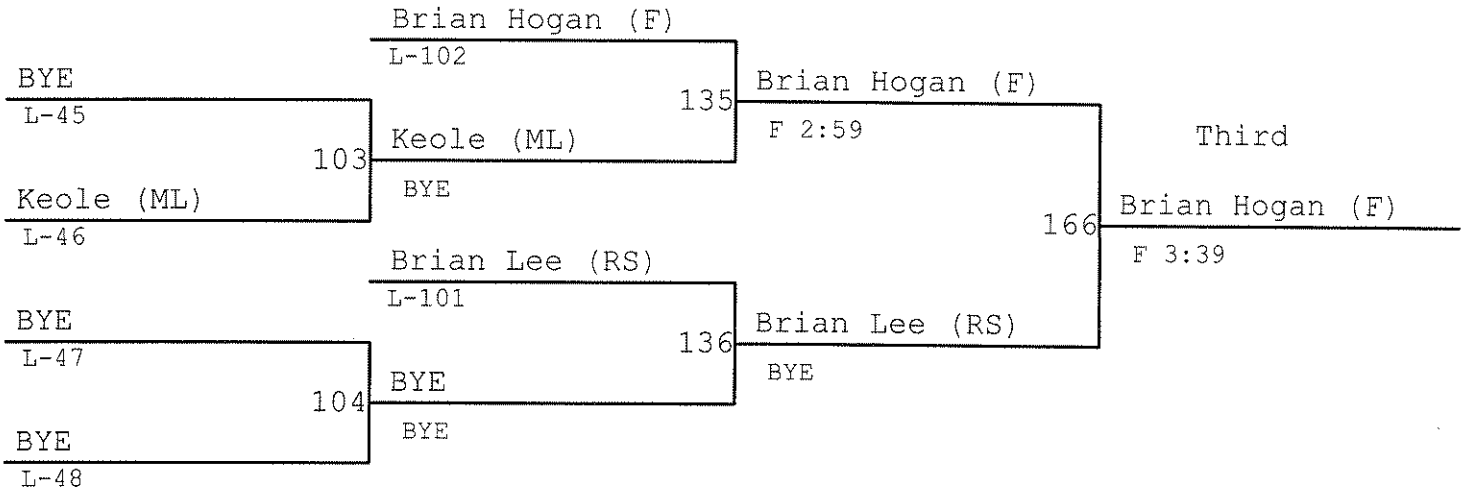 Brian Hogan (F)
L-102
BYE
L-45
135
Brian Hogan (F)
F 2:59
Third
103
Keole (ML)
BYE
Keole (ML)
L-46
166
Brian Hogan (F)
F 3:39
Brian Lee (RS)
L-101
BYE
L-47
136
Brian Lee (RS)
BYE
104
BYE
BYE
BYE
L-48